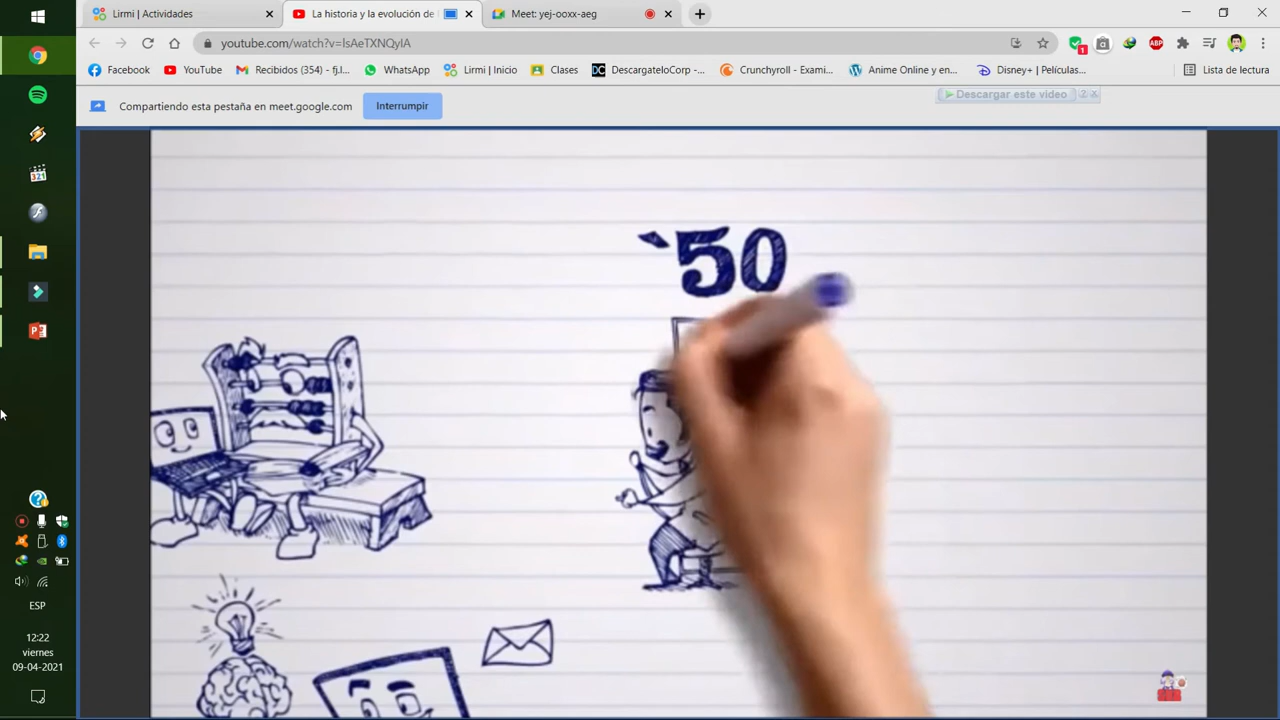 Lirmi | Actividades
La historia y la evolución de
Meet: yej-ooxx-aeg
youtube.com/watch?v=lsAeTXNQyIA
Facebook
YouTube
Recibidos (354) - fj.l...
WhatsApp
Lirmi | Inicio
Clases
DescargateloCorp -...
Crunchyroll - Exami...
Anime Online y en...
Disney+ | Películas...
Lista de lectura
Compartiendo esta pestaña en meet.google.com
Interrumpir
Descargar este video
`50
ESP
12:22
viernes
09-04-2021